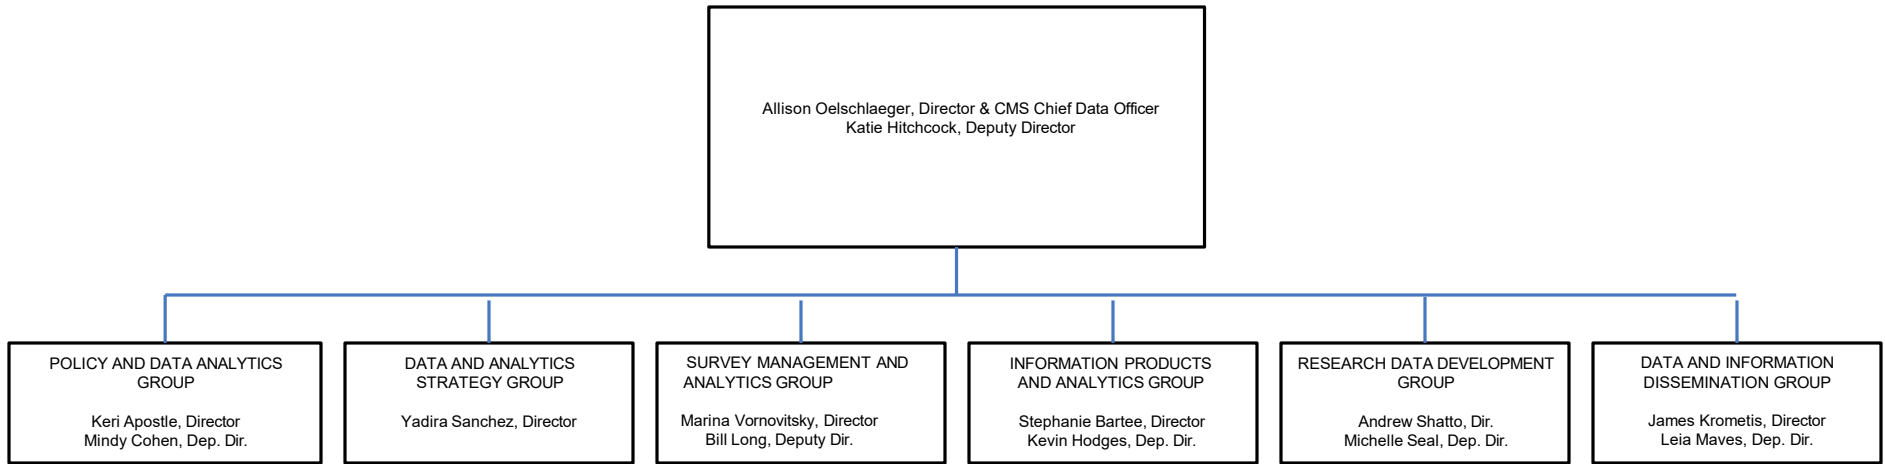 Allison Oelschlaeger, Director & CMS Chief Data Officer
Katie Hitchcock, Deputy Director
POLICY AND DATA ANALYTICS
GROUP
Keri Apostle, Director
Mindy Cohen, Dep. Dir.
DATA AND ANALYTICS
STRATEGY GROUP
Yadira Sanchez, Director
SURVEY MANAGEMENT AND
ANALYTICS GROUP
Marina Vornovitsky, Director
Bill Long, Deputy Dir.
INFORMATION PRODUCTS
AND ANALYTICS GROUP
Stephanie Bartee, Director
Kevin Hodges, Dep. Dir.
RESEARCH DATA DEVELOPMENT
GROUP
Andrew Shatto, Dir.
Michelle Seal, Dep. Dir.
DATA AND INFORMATION
DISSEMINATION GROUP
James Krometis, Director
Leia Maves, Dep. Dir.